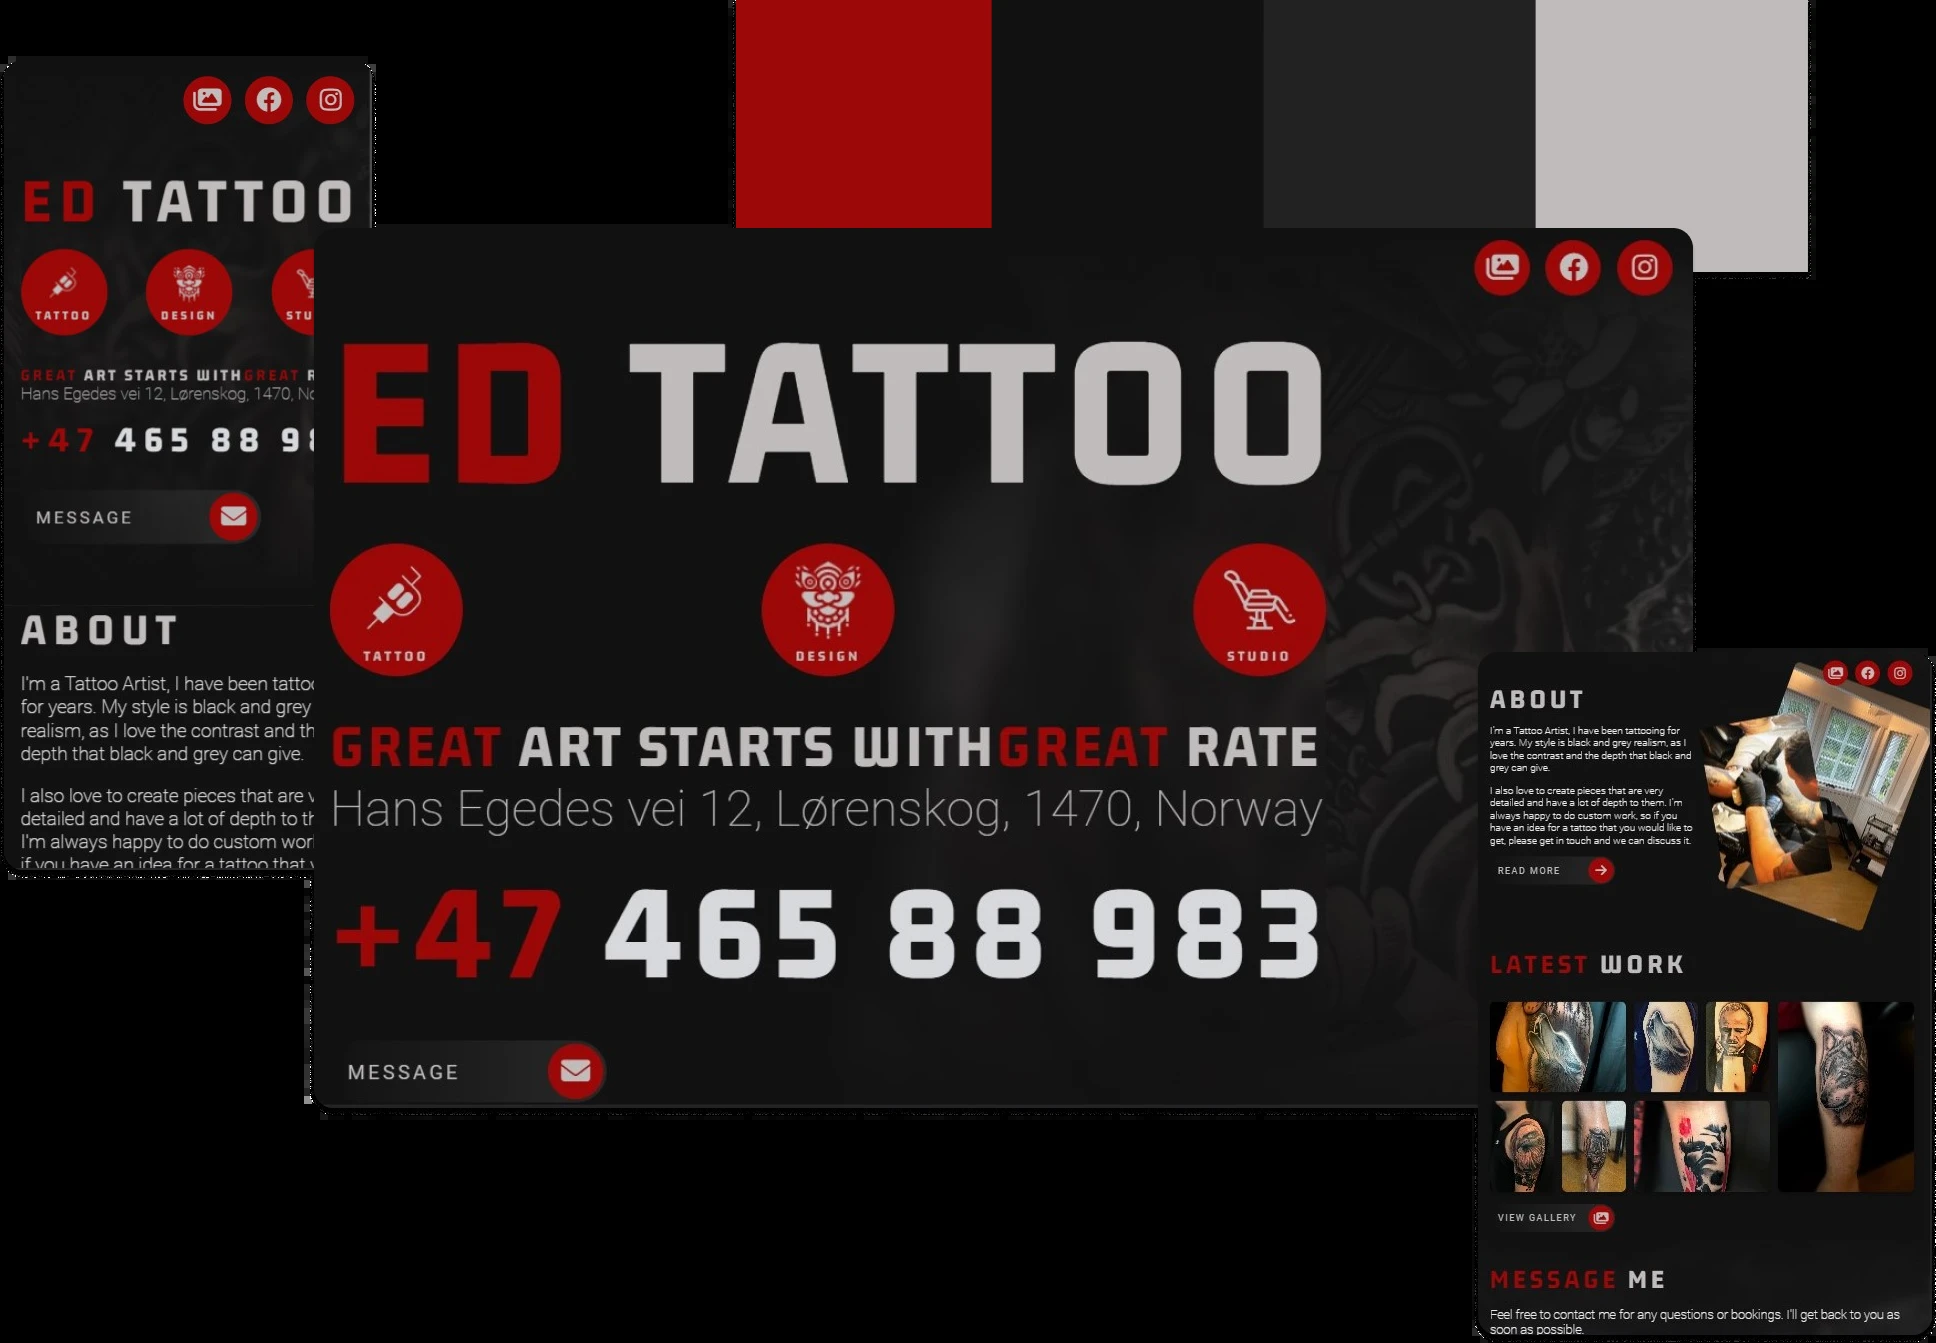 ED TATTOO
TATTOO
DESIGN
STU
GREAT ART STARTS WITHGREAT R
Hans Egedes vei 12, Lørenskog, 1470, No
+47 465 88 98
MESSAGE
ABOUT
I'm a Tattoo Artist, I have been tattoo
for years. My style is black and grey
realism, as I love the contrast and th
depth that black and grey can give.
I also love to create pieces that are v
detailed and have a lot of depth to th
I'm always happy to do custom wor
if you have an idea for a tattoo that
ED TATTOO
TATTOO
DESIGN
STUDIO
GREAT ART STARTS WITHGREAT RATE
Hans Egedes vei 12, Lørenskog, 1470, Norway
+47 465 88 983
MESSAGE
ABOUT
I'm a Tattoo Artist, I have been tattooing for
years. My style is black and grey realism, as I
love the contrast and the depth that black and
grey can give.
I also love to create pieces that are very
detailed and have a lot of depth to them. I'm
always happy to do custom work, so if you
have an idea for a tattoo that you would like to
get, please get in touch and we can discuss it.
READ MORE
LATEST WORK
VIEW GALLERY
MESSAGE ME
Feel free to contact me for any questions or bookings. I'll get back to you as
soon as possible.